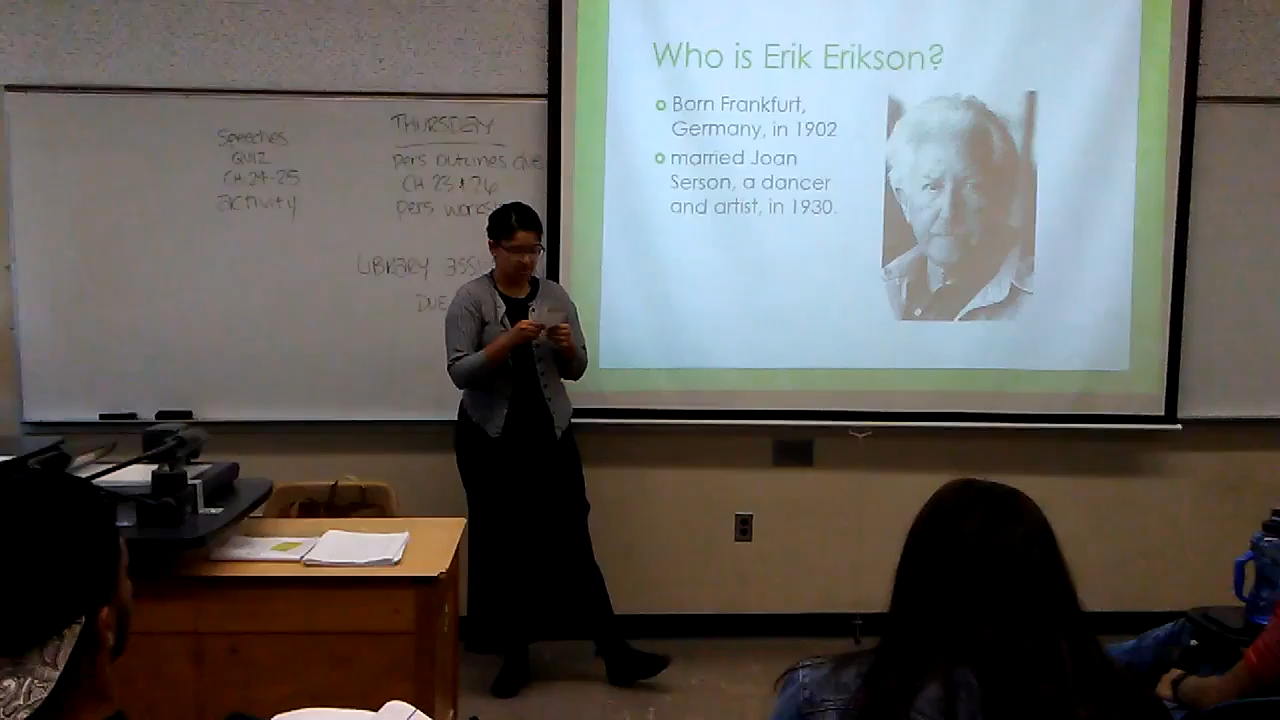 Speeches
QUIZ
CH 24-25
activity
THURSDAY
pers outlines due
CH 23 & 26
pers works
LIBRARY
DUE
Who is Erik Erikson?
Born Frankfurt,
Germany, in 1902
married Joan
Serson, a dancer
and artist, in 1930.